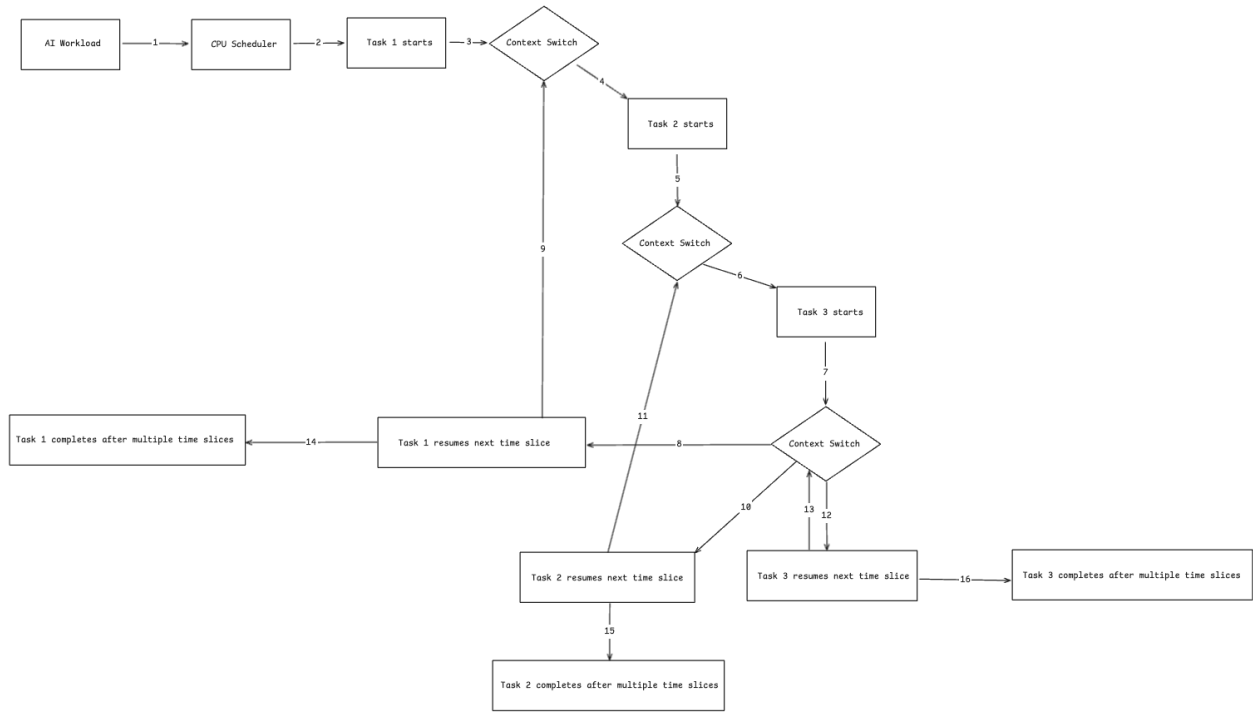 AI Workload
1
CPU Scheduler
2
Task 1 starts
3
Context Switch
4
Task 2 starts
5
Context Switch
6
Task 3 starts
7
Context Switch
8
Task 1 resumes next time slice
9
14
Task 1 completes after multiple time slices
10
Task 2 resumes next time slice
11
12
13
Task 3 resumes next time slice
16
Task 3 completes after multiple time slices
15
Task 2 completes after multiple time slices